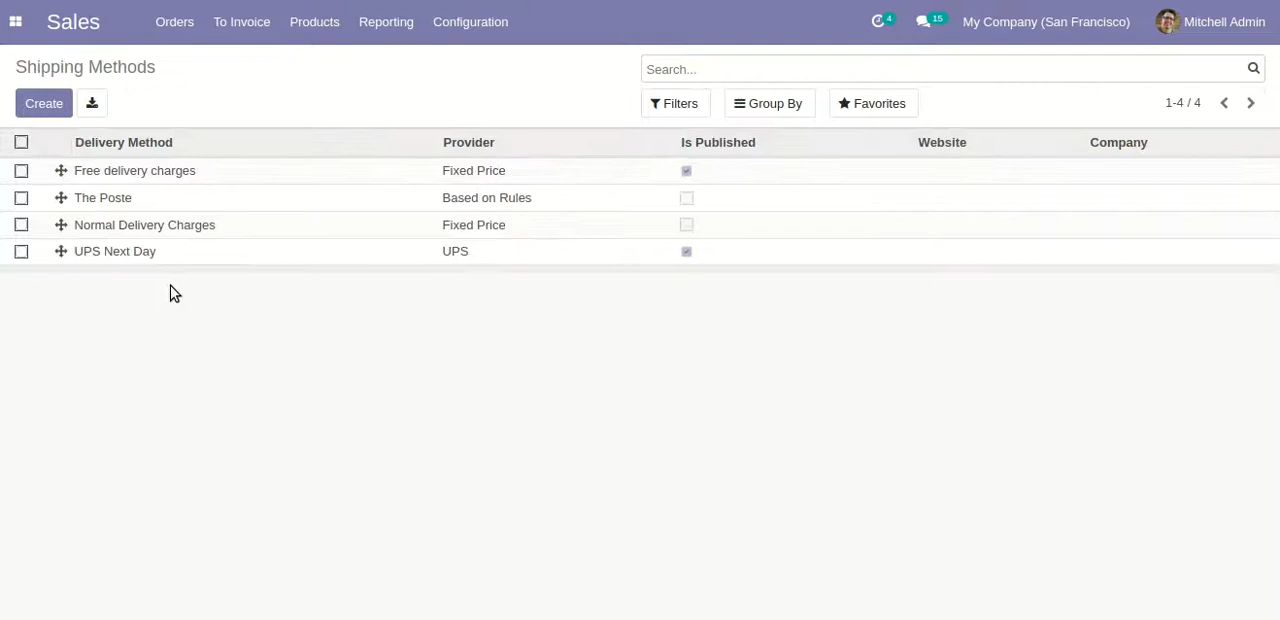 Sales Orders To Invoice Products Reporting Configuration 4 15 My Company (San Francisco) Mitchell Admin
Shipping Methods
Search...
Create Filters Group By Favorites 1-4 / 4
Delivery Method Provider Is Published Website Company
Free delivery charges Fixed Price
The Poste Based on Rules
Normal Delivery Charges Fixed Price
UPS Next Day UPS